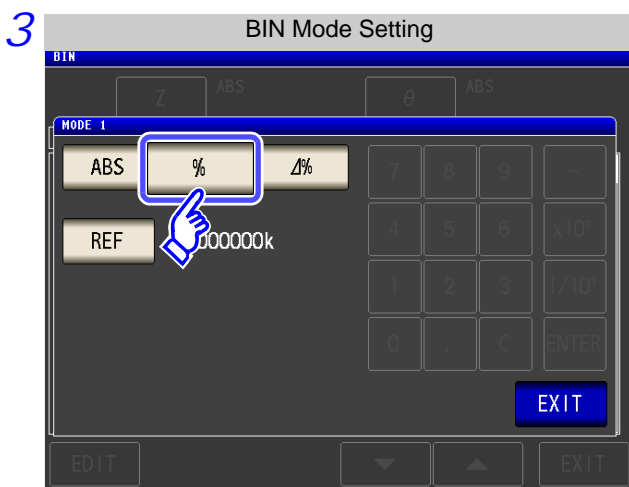 3
BIN Mode Setting
BIN
Z ABS θ ABS
MODE 1
ABS % Δ% 7 8 9 -
REF 000000k 4 5 6 x10³
1 2 3 1/10³
0 . C ENTER
EXIT
EDIT ▼ ▲ EXIT